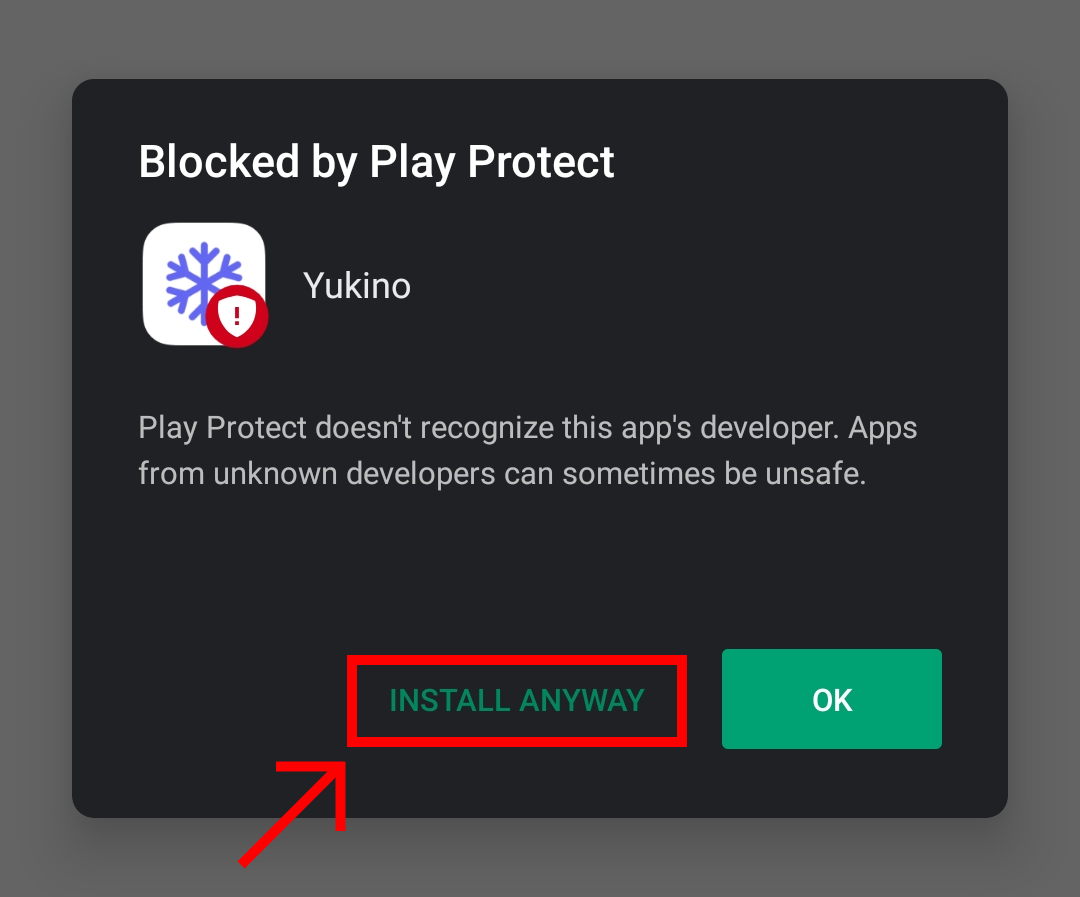 Blocked by Play Protect
Yukino
Play Protect doesn't recognize this app's developer. Apps
from unknown developers can sometimes be unsafe.
INSTALL ANYWAY
OK